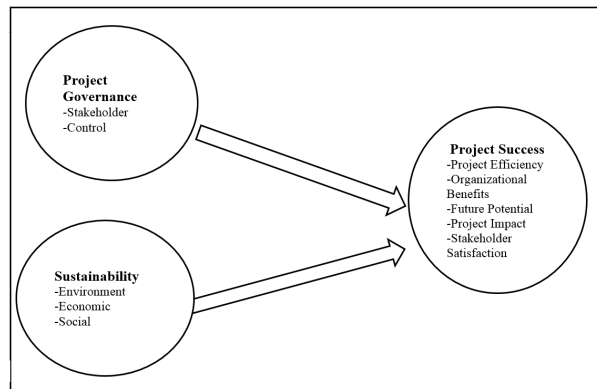 Project
Governance
-Stakeholder
-Control
Project Success
-Project Efficiency
-Organizational
Benefits
-Future Potential
-Project Impact
-Stakeholder
Satisfaction
Sustainability
-Environment
-Economic
-Social